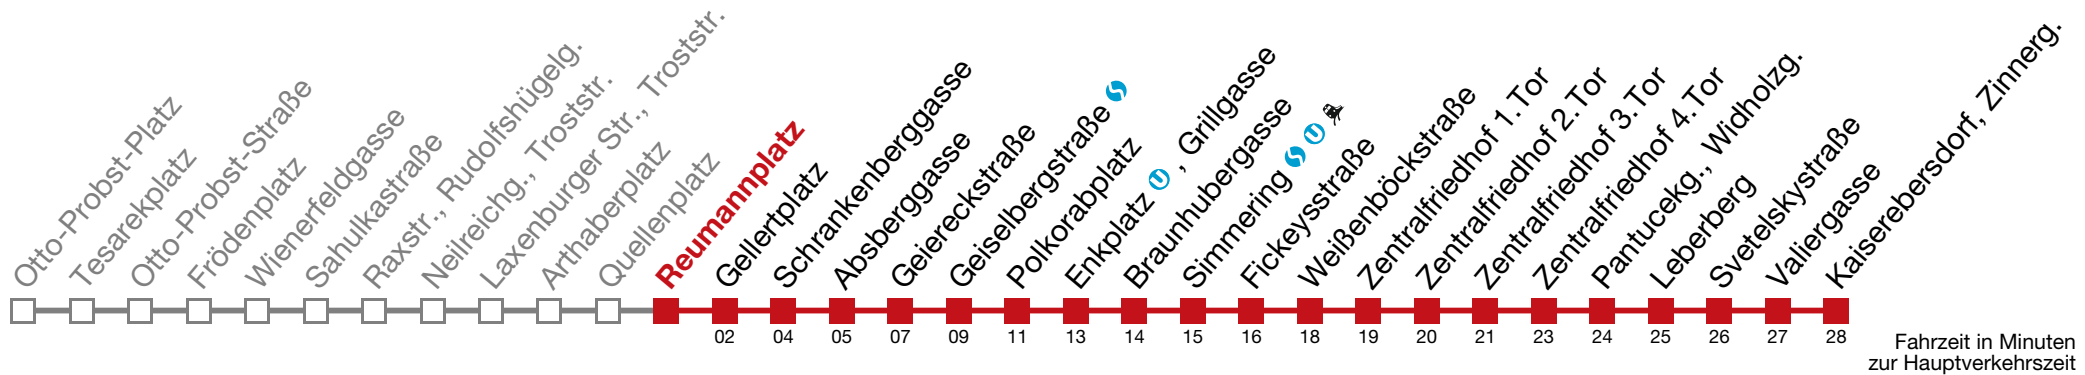 Otto-Probst-Platz
Tesarekplatz
Otto-Probst-Straße
Frödenplatz
Wienerfeldgasse
Sahulkastraße
Raxstr., Rudolfshügelg.
Neilreichg., Troststr.
Laxenburger Str., Troststr.
Arthaberplatz
Quellenplatz
Reumannplatz
Gellertplatz
Schrankenberggasse
Absberggasse
Geiereckstraße
Geiselbergstraße S
Polkorabplatz
Enkplatz U , Grillgasse
Braunhubergasse
Simmering S U
Fickeysstraße
Weißenböckstraße
Zentralfriedhof 1.Tor
Zentralfriedhof 2.Tor
Zentralfriedhof 3.Tor
Zentralfriedhof 4.Tor
Pantucekg., Widholzg.
Leberberg
Svetelskystraße
Valiergasse
Kaiserebersdorf, Zinnerg.
02 04 05 07 09 11 13 14 15 16 18 19 20 21 23 24 25 26 27 28
Fahrzeit in Minuten
zur Hauptverkehrszeit